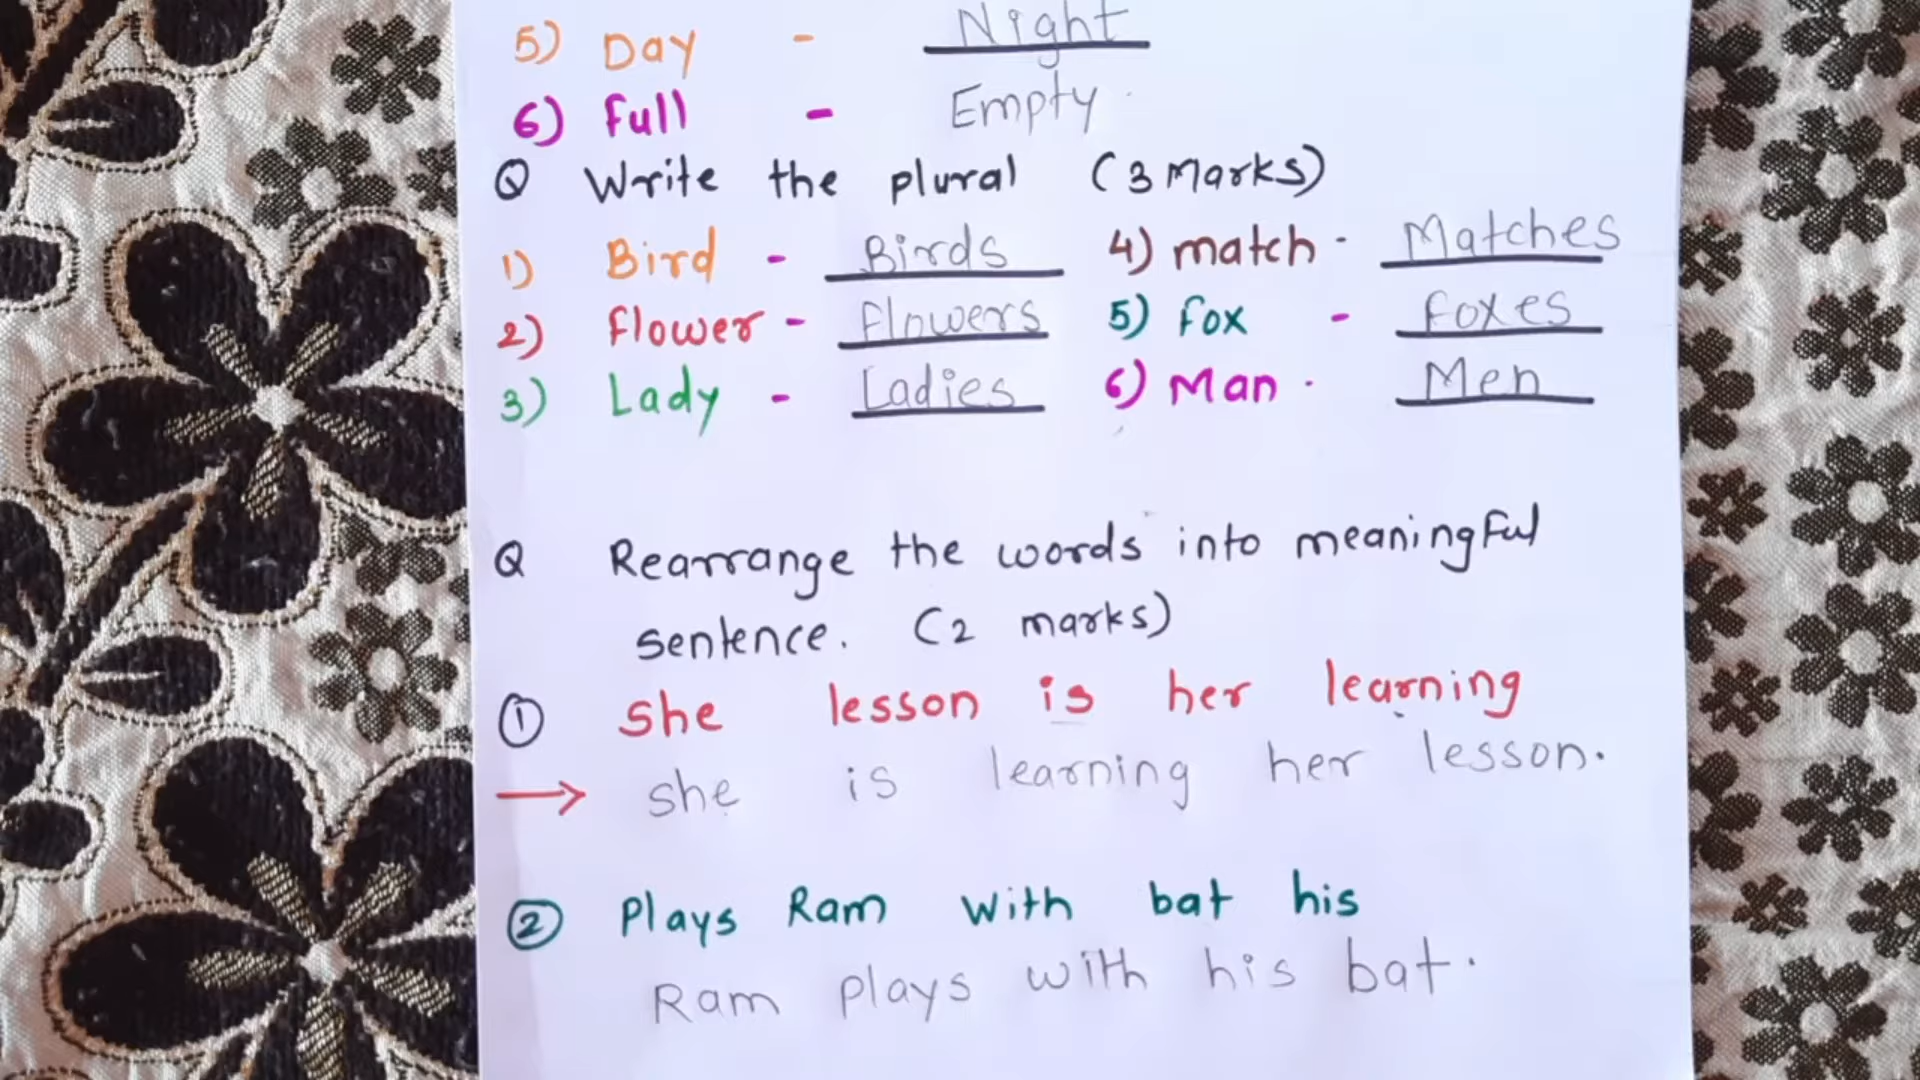 5) Day - Night
6) Full - Empty
Q Write the plural (3 Marks)
1) Bird - Birds 4) match - Matches
2) Flower - Flowers 5) Fox - Foxes
3) Lady - Ladies 6) Man - Men
Q Rearrange the words into meaningful
sentence. (2 marks)
① She lesson is her learning
→ she is learning her lesson.
② Plays Ram with bat his
Ram plays with his bat.